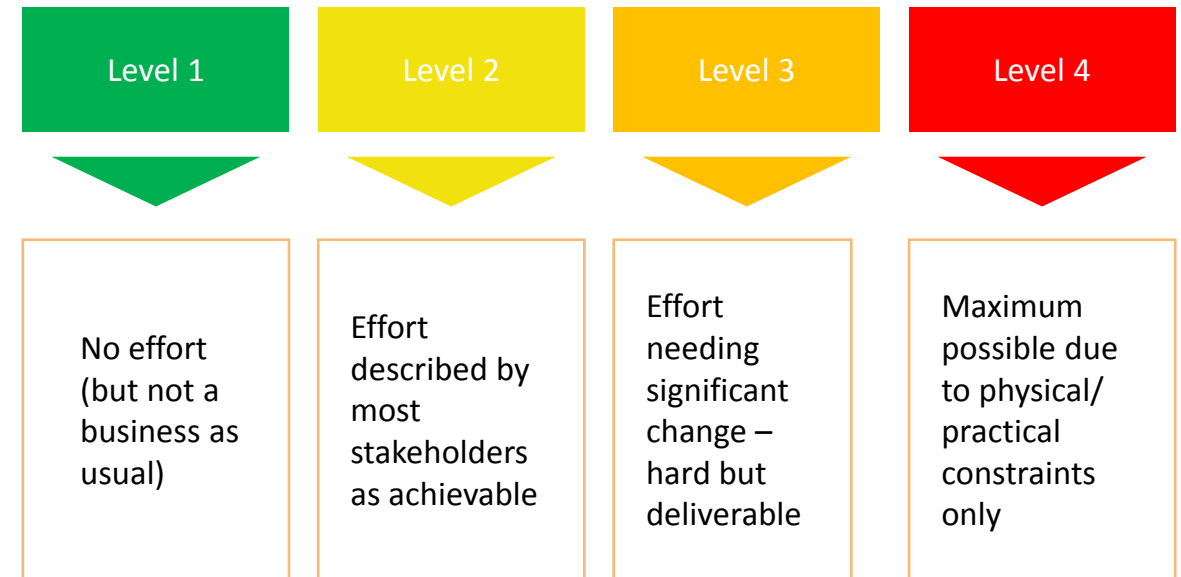 Level 1
Level 2
Level 3
Level 4
No effort
(but not a
business as
usual)
Effort
described by
most
stakeholders
as achievable
Effort
needing
significant
change –
hard but
deliverable
Maximum
possible due
to physical/
practical
constraints
only